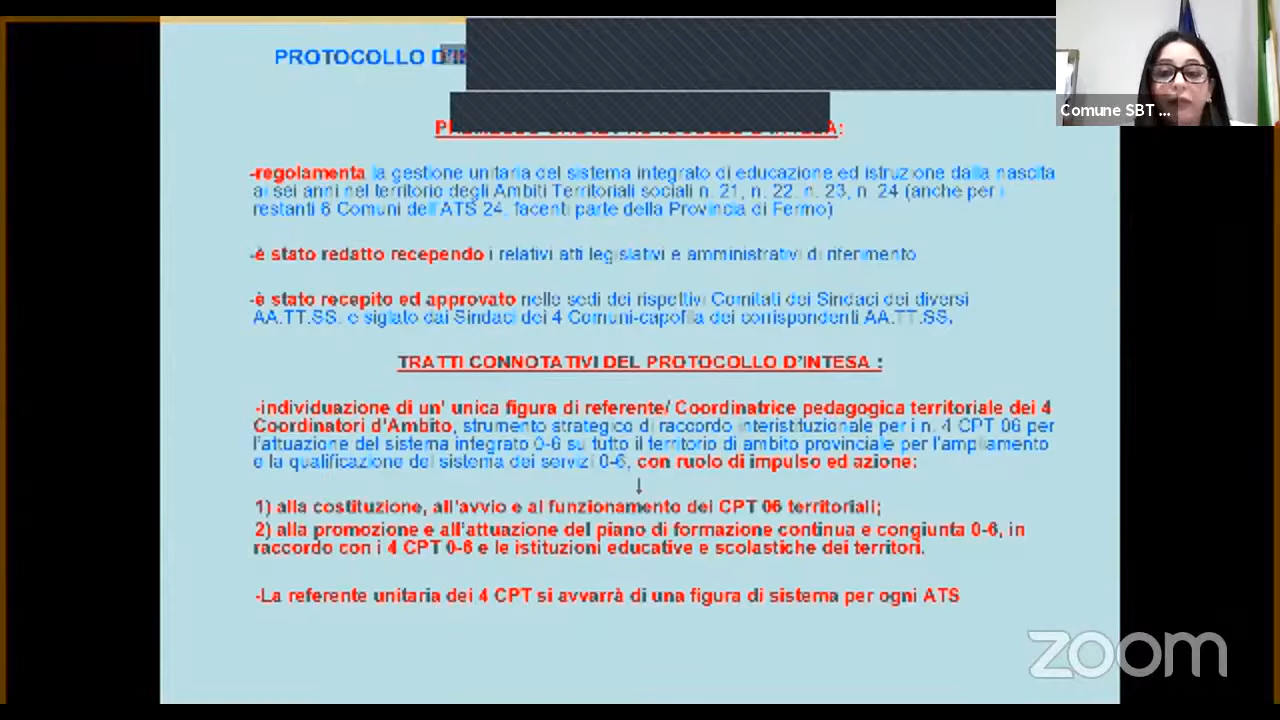 PROTOCOLLO
Comune SBT ...
-regolamenta la gestione unitaria del sistema integrato di educazione ed istruzione dalla nascita
ai sei anni nel territorio degli Ambiti Territoriali sociali n. 21, n. 22, n. 23, n. 24 (anche per i
restanti 6 Comuni dell'ATS 24, facenti parte della Provincia di Fermo)
-è stato redatto recependo i relativi atti legislativi e amministrativi di riferimento
-è stato recepito ed approvato nelle sedi dei rispettivi Comitati dei Sindaci dei diversi
AA.TT.SS. e siglato dai Sindaci dei 4 Comuni-capofila dei corrispondenti AA.TT.SS.
TRATTI CONNOTATIVI DEL PROTOCOLLO D'INTESA :
-individuazione di un' unica figura di referente/ Coordinatrice pedagogica territoriale dei 4
Coordinatori d'Ambito, strumento strategico di raccordo interistituzionale per i n. 4 CPT 06 per
l'attuazione del sistema integrato 0-6 su tutto il territorio di ambito provinciale per l'ampliamento
e la qualificazione del sistema dei servizi 0-6, con ruolo di impulso ed azione:
1) alla costituzione, all'avvio e al funzionamento dei CPT 06 territoriali;
2) alla promozione e all'attuazione del piano di formazione continua e congiunta 0-6, in
raccordo con i 4 CPT 0-6 e le istituzioni educative e scolastiche dei territori.
-La referente unitaria dei 4 CPT si avvarrà di una figura di sistema per ogni ATS
zoom